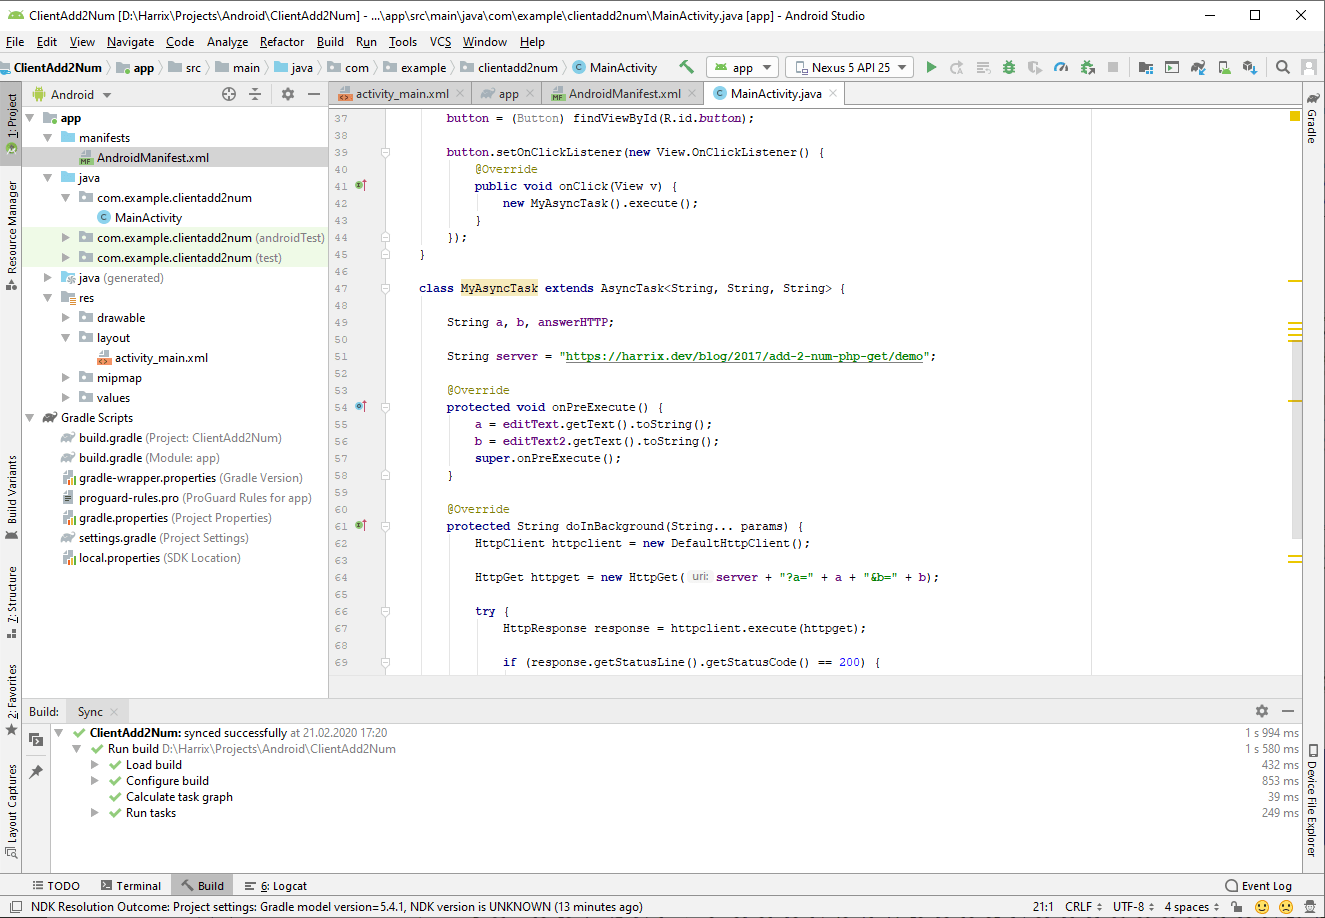 ClientAdd2Num [D:\Harrix\Projects\Android\ClientAdd2Num] - ...\app\src\main\java\com\example\clientadd2num\MainActivity.java [app] - Android Studio
File Edit View Navigate Code Analyze Refactor Build Run Tools VCS Window Help
ClientAdd2Num app src main java com example clientadd2num MainActivity app Nexus 5 API 25
1: Project
Resource Manager
Build Variants
7: Structure
2: Favorites
Layout Captures
Android
app
manifests
AndroidManifest.xml
java
com.example.clientadd2num
MainActivity
com.example.clientadd2num (androidTest)
com.example.clientadd2num (test)
java (generated)
res
drawable
layout
activity_main.xml
mipmap
values
Gradle Scripts
build.gradle (Project: ClientAdd2Num)
build.gradle (Module: app)
gradle-wrapper.properties (Gradle Version)
proguard-rules.pro (ProGuard Rules for app)
gradle.properties (Project Properties)
settings.gradle (Project Settings)
local.properties (SDK Location)
activity_main.xml app AndroidManifest.xml MainActivity.java
37 button = (Button) findViewById(R.id.button);
38
39 button.setOnClickListener(new View.OnClickListener() {
40 @Override
41 public void onClick(View v) {
42 new MyAsyncTask().execute();
43 }
44 });
45 }
46
47 class MyAsyncTask extends AsyncTask<String, String, String> {
48
49 String a, b, answerHTTP;
50
51 String server = "https://harrix.dev/blog/2017/add-2-num-php-get/demo";
52
53 @Override
54 protected void onPreExecute() {
55 a = editText.getText().toString();
56 b = editText2.getText().toString();
57 super.onPreExecute();
58 }
59
60 @Override
61 protected String doInBackground(String... params) {
62 HttpClient httpclient = new DefaultHttpClient();
63
64 HttpGet httpget = new HttpGet( uri: server + "?a=" + a + "&b=" + b);
65
66 try {
67 HttpResponse response = httpclient.execute(httpget);
68
69 if (response.getStatusLine().getStatusCode() == 200) {
Gradle
Device File Explorer
Build: Sync
ClientAdd2Num: synced successfully at 21.02.2020 17:20 1 s 994 ms
Run build D:\Harrix\Projects\Android\ClientAdd2Num 1 s 580 ms
Load build 432 ms
Configure build 853 ms
Calculate task graph 39 ms
Run tasks 249 ms
TODO Terminal Build 6: Logcat Event Log
NDK Resolution Outcome: Project settings: Gradle model version=5.4.1, NDK version is UNKNOWN (13 minutes ago) 21:1 CRLF UTF-8 4 spaces